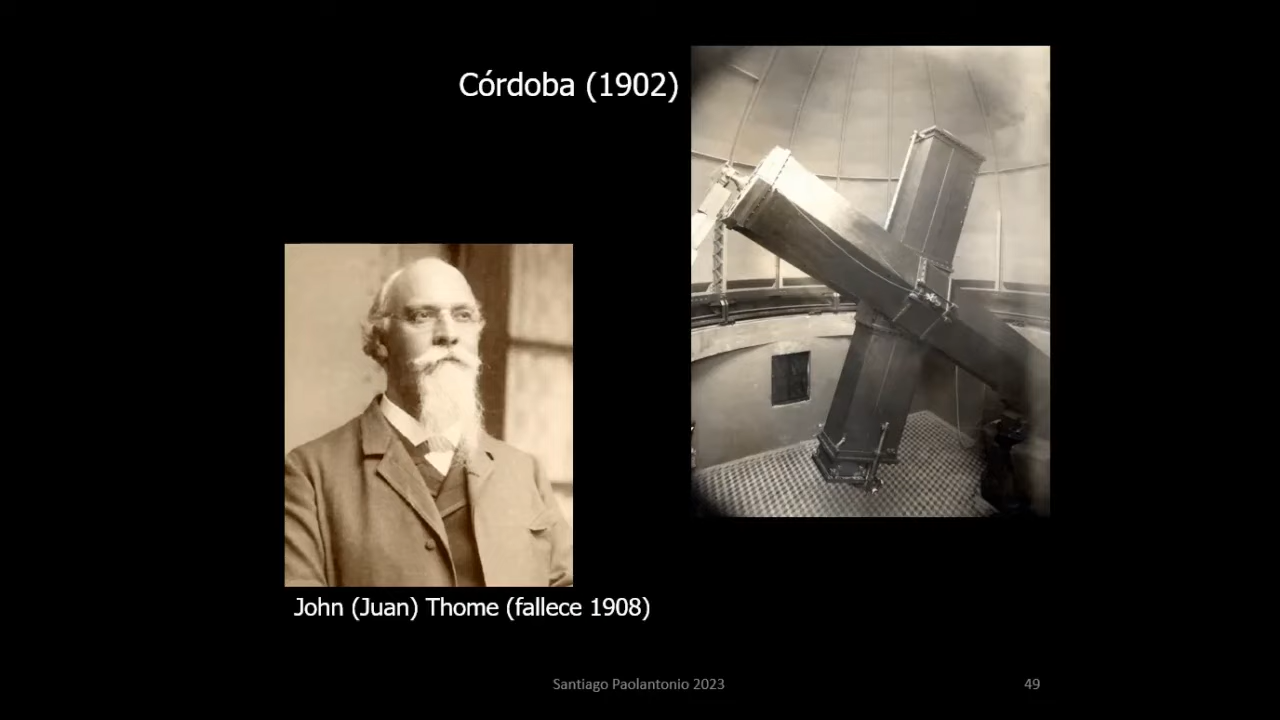 Córdoba (1902)
John (Juan) Thome (fallece 1908)
Santiago Paolantonio 2023
49